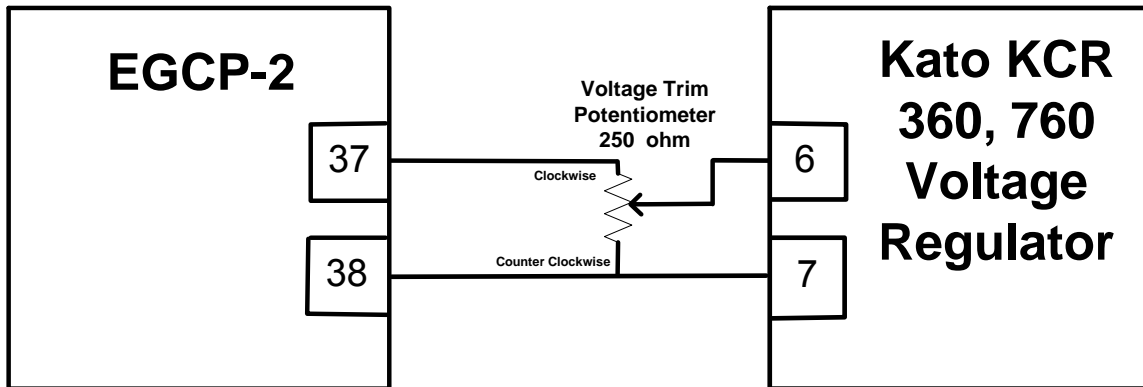 EGCP-2
37
38
Voltage Trim
Potentiometer
250 ohm
Clockwise
Counter Clockwise
Kato KCR
360, 760
Voltage
Regulator
6
7